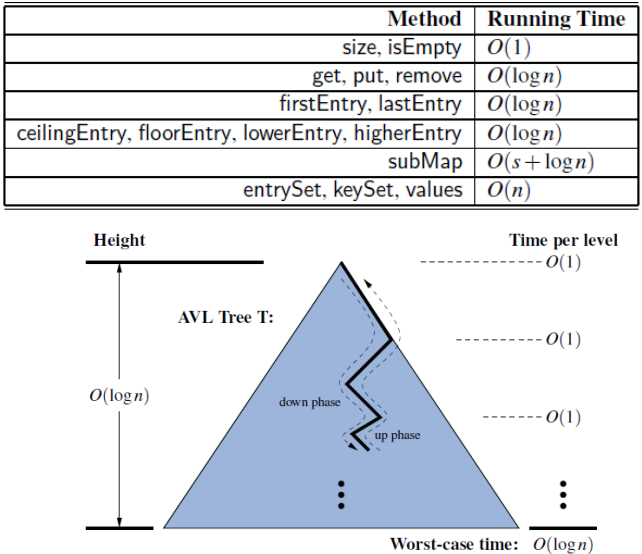 Method Running Time
size, isEmpty O(1)
get, put, remove O(log n)
firstEntry, lastEntry O(log n)
ceilingEntry, floorEntry, lowerEntry, higherEntry O(log n)
subMap O(s + log n)
entrySet, keySet, values O(n)
Height Time per level
O(1)
AVL Tree T:
O(1)
O(log n)
down phase
O(1)
up phase
Worst-case time: O(log n)